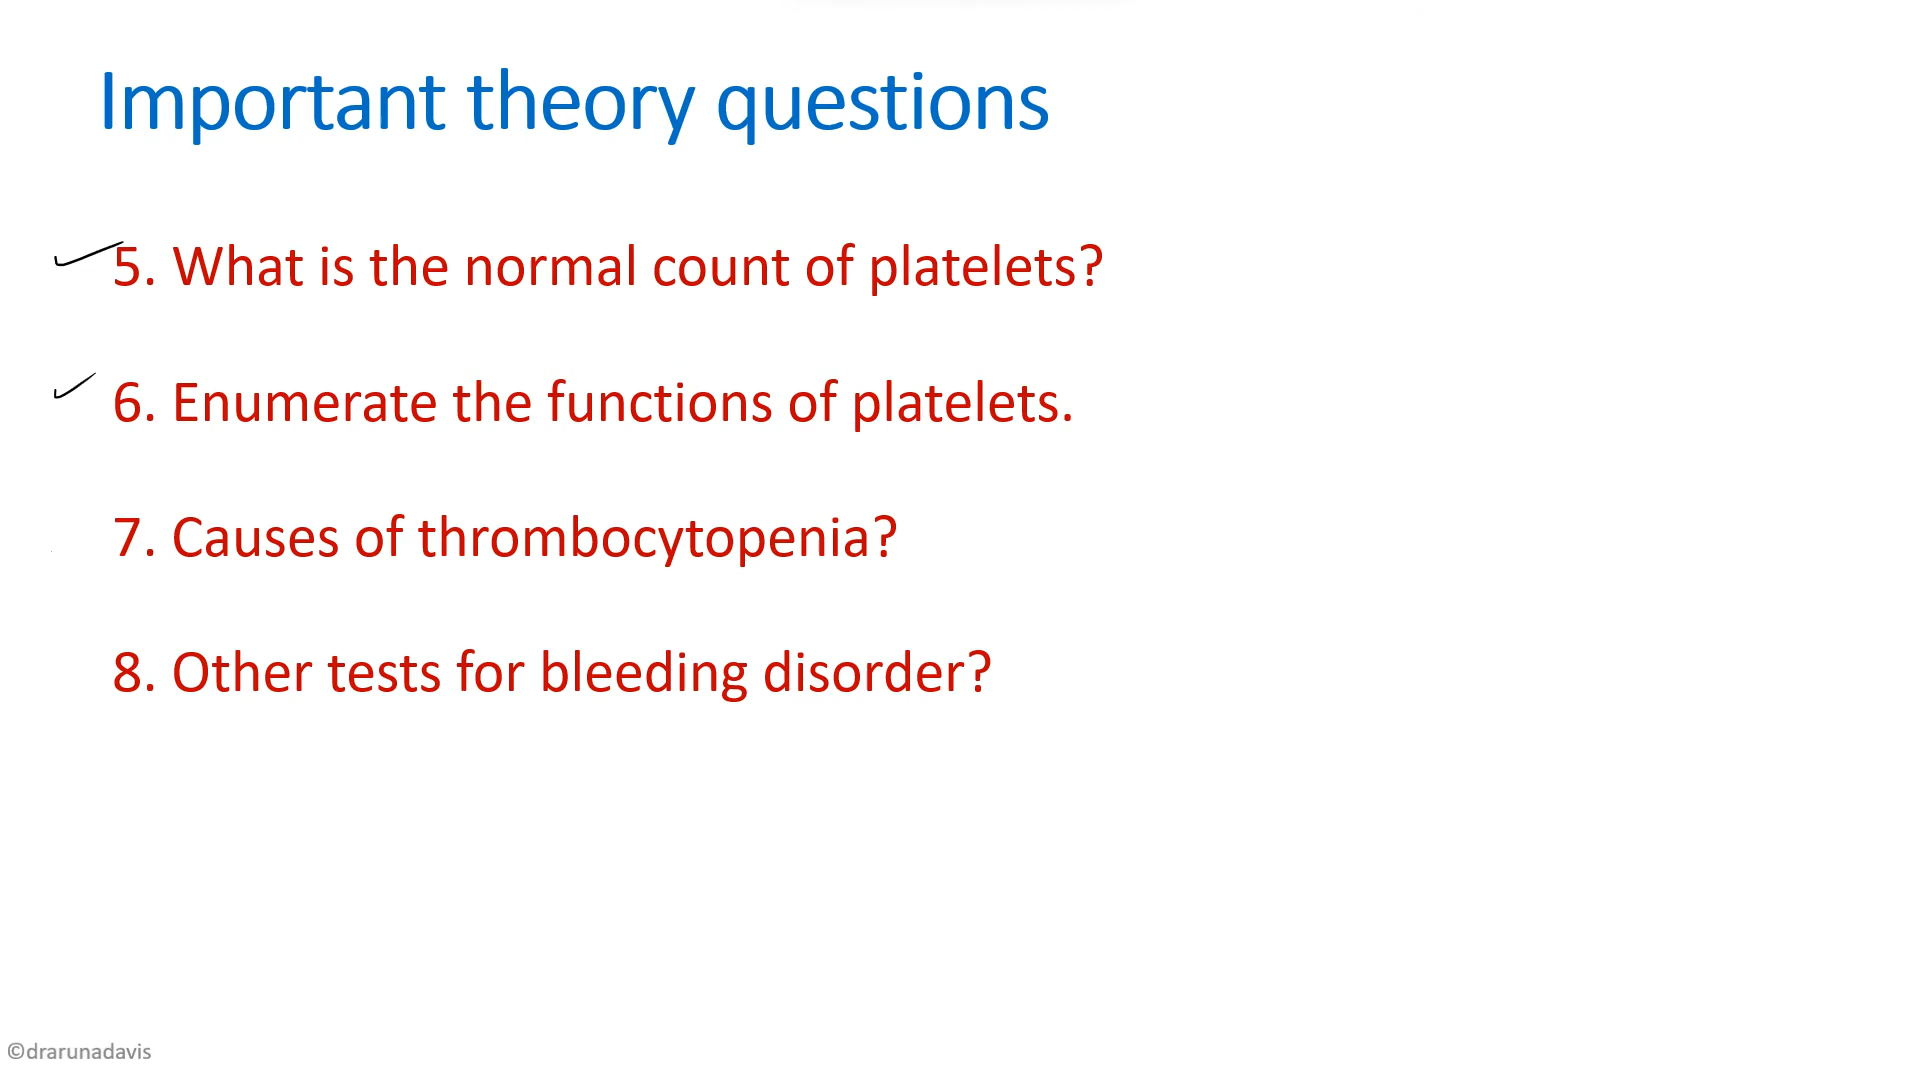 Important theory questions
5. What is the normal count of platelets?
6. Enumerate the functions of platelets.
7. Causes of thrombocytopenia?
8. Other tests for bleeding disorder?
©drarunadavis